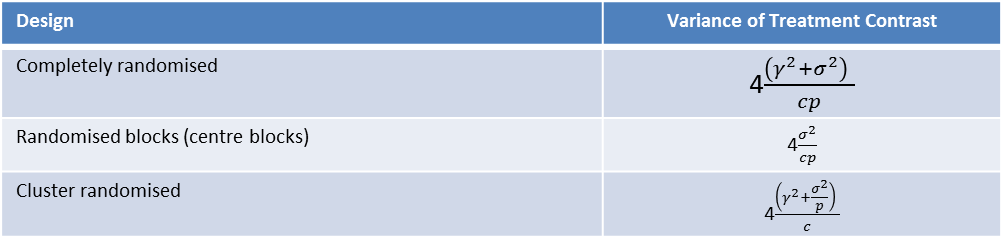 Design Variance of Treatment Contrast
Completely randomised 4(γ²+σ²)/cp
Randomised blocks (centre blocks) 4σ²/cp
Cluster randomised 4(γ²+σ²/p)/c